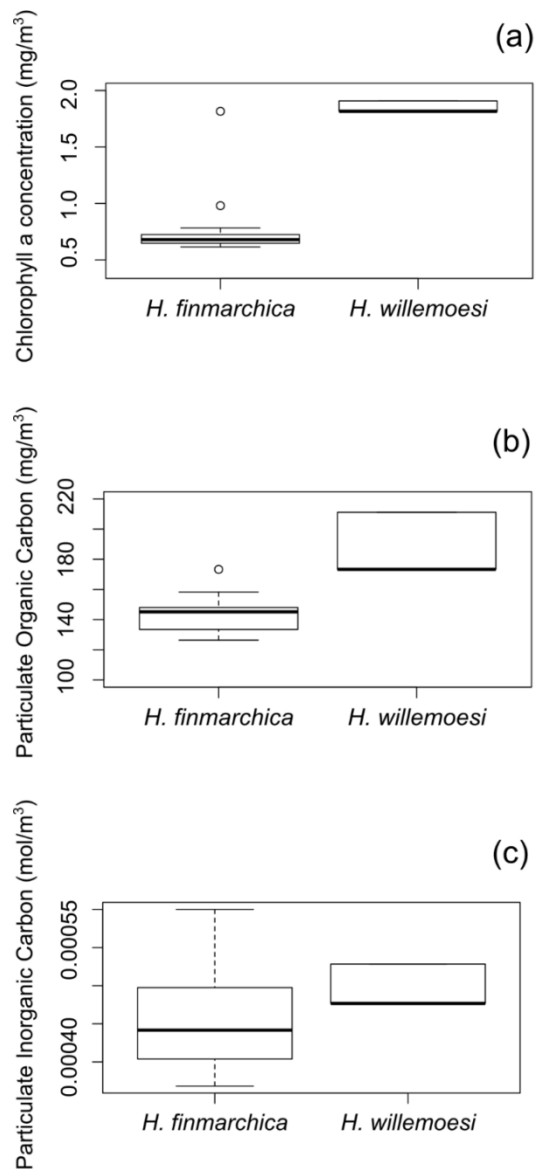 (a)
Chlorophyll a concentration (mg/m³)
2.0
1.5
1.0
0.5
H. finmarchica H. willemoesi
(b)
Particulate Organic Carbon (mg/m³)
220
180
140
100
H. finmarchica H. willemoesi
(c)
Particulate Inorganic Carbon (mol/m³)
0.00055
0.00040
H. finmarchica H. willemoesi